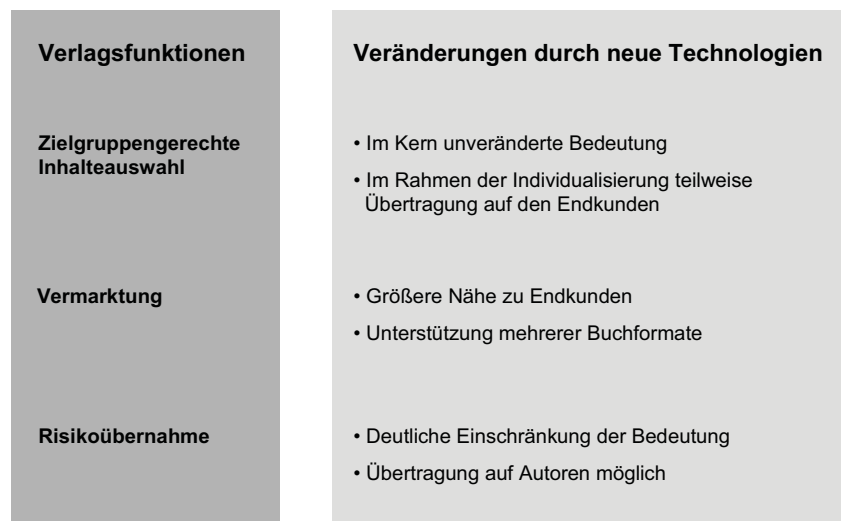 Verlagsfunktionen
Veränderungen durch neue Technologien
Zielgruppengerechte
Inhalteauswahl
• Im Kern unveränderte Bedeutung
• Im Rahmen der Individualisierung teilweise
Übertragung auf den Endkunden
Vermarktung
• Größere Nähe zu Endkunden
• Unterstützung mehrerer Buchformate
Risikoübernahme
• Deutliche Einschränkung der Bedeutung
• Übertragung auf Autoren möglich